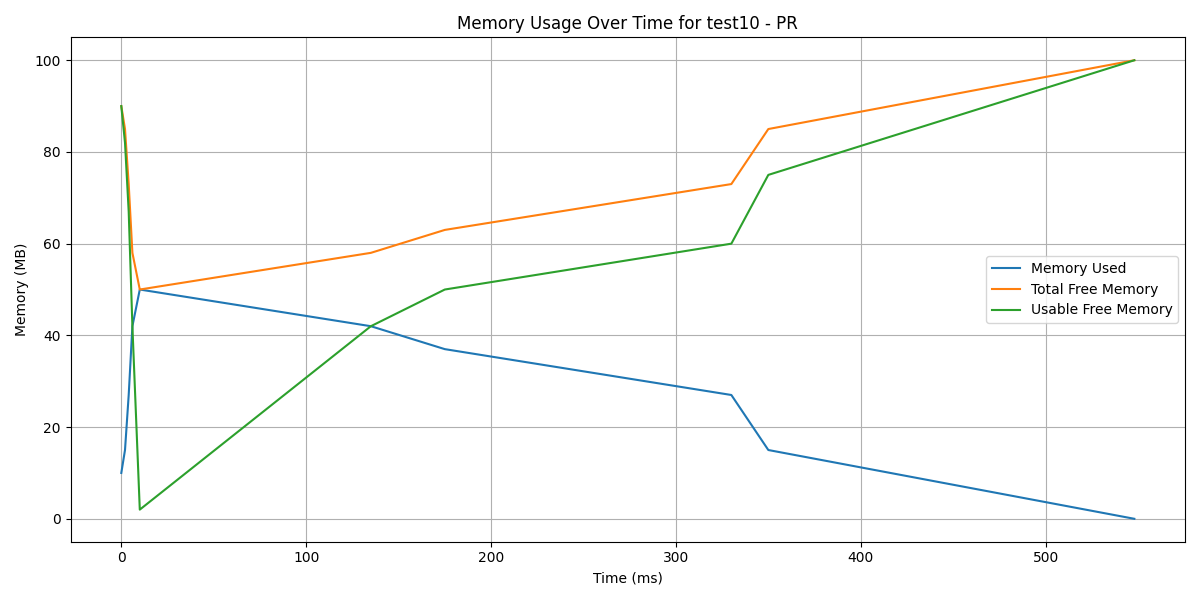 Memory Usage Over Time for test10 - PR
Memory (MB)
100
80
60
40
20
0
Memory Used
Total Free Memory
Usable Free Memory
0 100 200 300 400 500
Time (ms)